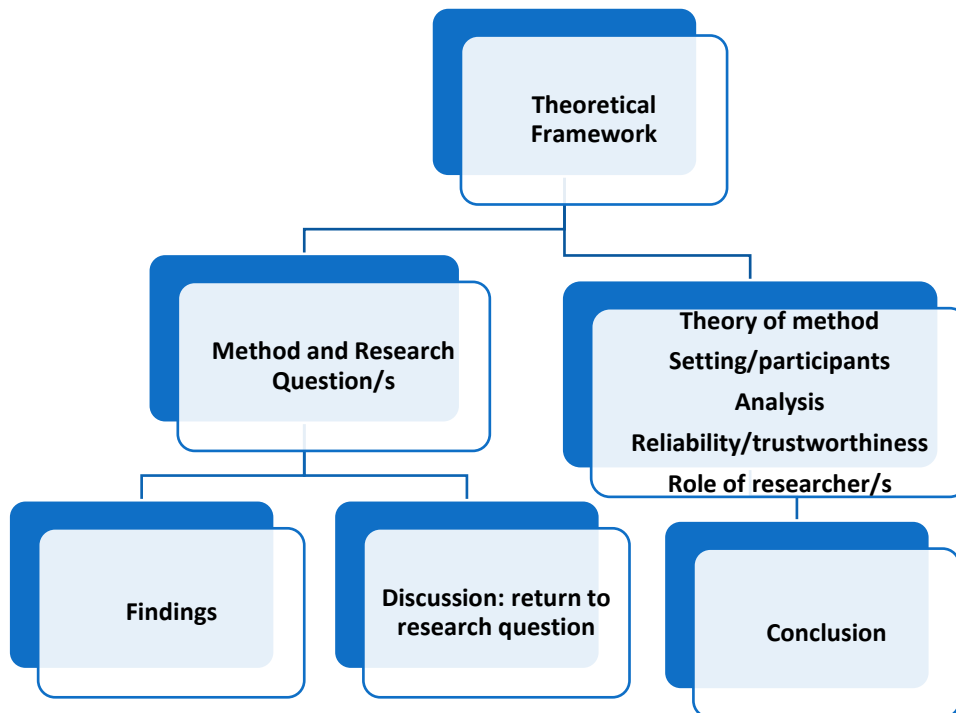 Theoretical
Framework
Method and Research
Question/s
Theory of method
Setting/participants
Analysis
Reliability/trustworthiness
Role of researcher/s
Findings
Discussion: return to
research question
Conclusion